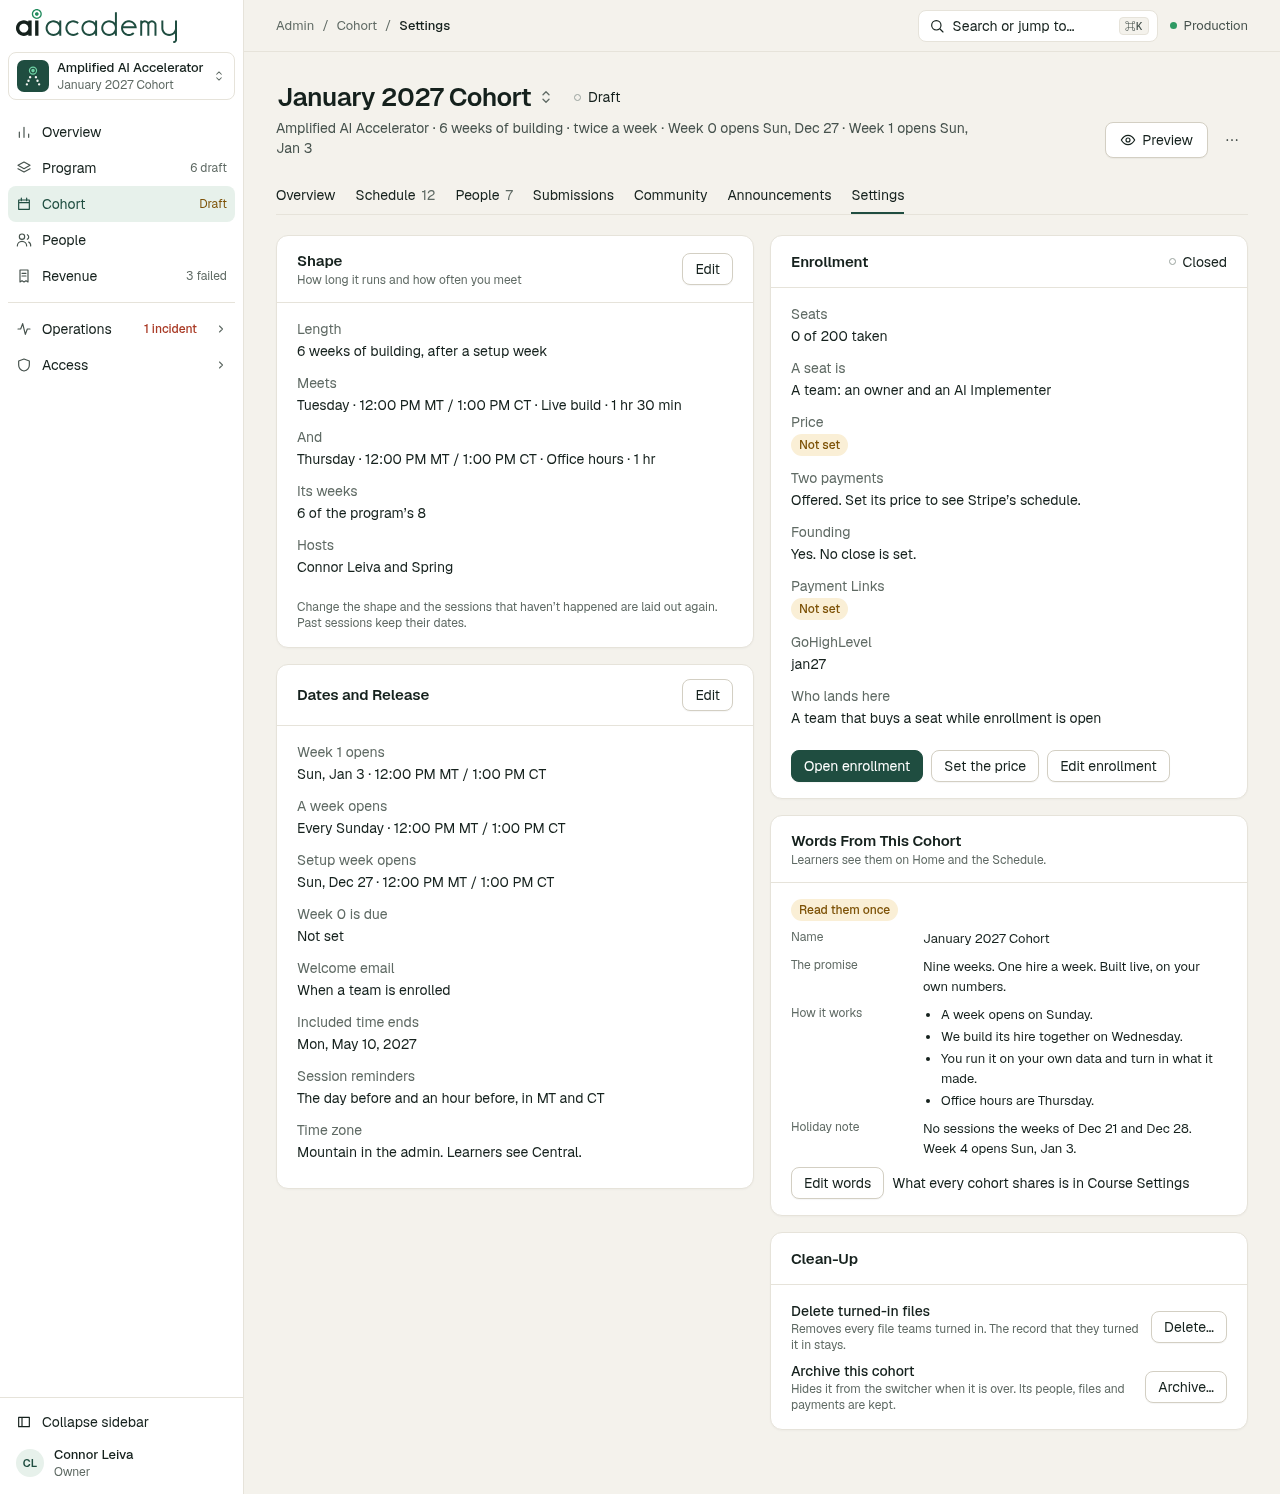 ai academy
Amplified AI Accelerator
January 2027 Cohort
Overview
Program 6 draft
Cohort Draft
People
Revenue 3 failed
Operations 1 incident
Access
Collapse sidebar
CL
Connor Leiva
Owner
Admin / Cohort / Settings
Search or jump to… ⌘K
Production
January 2027 Cohort
Draft
Amplified AI Accelerator · 6 weeks of building · twice a week · Week 0 opens Sun, Dec 27 · Week 1 opens Sun,
Jan 3
Preview
···
Overview Schedule 12 People 7 Submissions Community Announcements Settings
Shape
How long it runs and how often you meet
Edit
Length
6 weeks of building, after a setup week
Meets
Tuesday · 12:00 PM MT / 1:00 PM CT · Live build · 1 hr 30 min
And
Thursday · 12:00 PM MT / 1:00 PM CT · Office hours · 1 hr
Its weeks
6 of the program’s 8
Hosts
Connor Leiva and Spring
Change the shape and the sessions that haven’t happened are laid out again.
Past sessions keep their dates.
Dates and Release
Edit
Week 1 opens
Sun, Jan 3 · 12:00 PM MT / 1:00 PM CT
A week opens
Every Sunday · 12:00 PM MT / 1:00 PM CT
Setup week opens
Sun, Dec 27 · 12:00 PM MT / 1:00 PM CT
Week 0 is due
Not set
Welcome email
When a team is enrolled
Included time ends
Mon, May 10, 2027
Session reminders
The day before and an hour before, in MT and CT
Time zone
Mountain in the admin. Learners see Central.
Enrollment
Closed
Seats
0 of 200 taken
A seat is
A team: an owner and an AI Implementer
Price
Not set
Two payments
Offered. Set its price to see Stripe’s schedule.
Founding
Yes. No close is set.
Payment Links
Not set
GoHighLevel
jan27
Who lands here
A team that buys a seat while enrollment is open
Open enrollment Set the price Edit enrollment
Words From This Cohort
Learners see them on Home and the Schedule.
Read them once
Name January 2027 Cohort
The promise Nine weeks. One hire a week. Built live, on your
own numbers.
How it works • A week opens on Sunday.
• We build its hire together on Wednesday.
• You run it on your own data and turn in what it
made.
• Office hours are Thursday.
Holiday note No sessions the weeks of Dec 21 and Dec 28.
Week 4 opens Sun, Jan 3.
Edit words What every cohort shares is in Course Settings
Clean-Up
Delete turned-in files
Removes every file teams turned in. The record that they turned
it in stays.
Delete…
Archive this cohort
Hides it from the switcher when it is over. Its people, files and
payments are kept.
Archive…